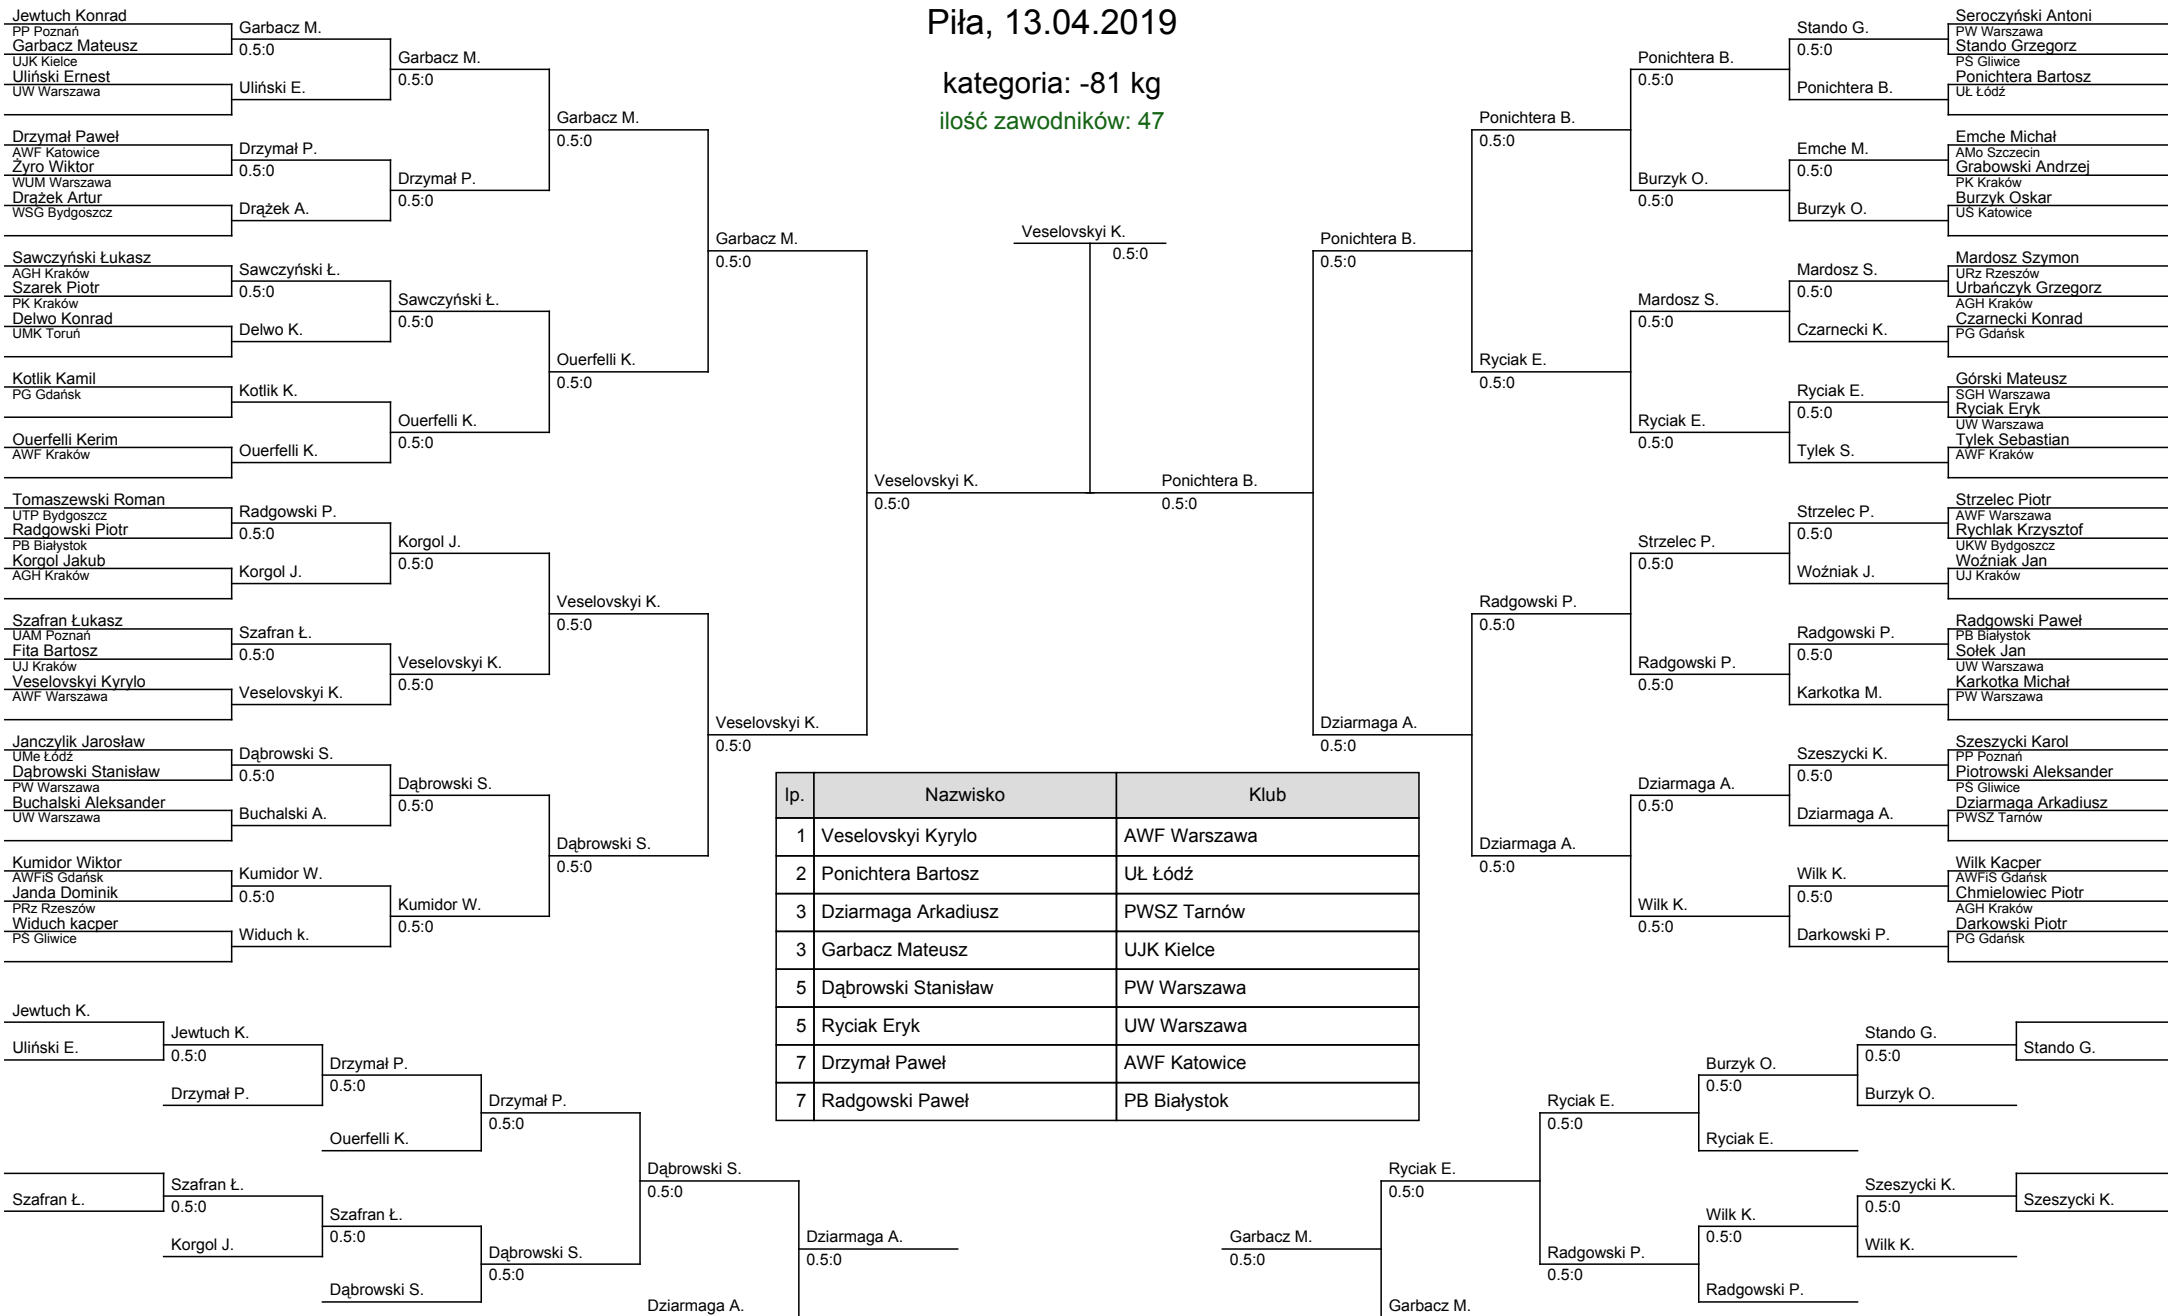 Piła, 13.04.2019
kategoria: -81 kg
ilość zawodników: 47
Jewtuch Konrad
PP Poznań
Garbacz Mateusz
UJK Kielce
Uliński Ernest
UW Warszawa
Drzymał Paweł
AWF Katowice
Żyro Wiktor
WUM Warszawa
Drążek Artur
WSG Bydgoszcz
Sawczyński Łukasz
AGH Kraków
Szarek Piotr
PK Kraków
Delwo Konrad
UMK Toruń
Kotlik Kamil
PG Gdańsk
Ouerfelli Kerim
AWF Kraków
Tomaszewski Roman
UTP Bydgoszcz
Radgowski Piotr
PB Białystok
Korgol Jakub
AGH Kraków
Szafran Łukasz
UAM Poznań
Fita Bartosz
UJ Kraków
Veselovskyi Kyrylo
AWF Warszawa
Janczylik Jarosław
UMe Łódź
Dąbrowski Stanisław
PW Warszawa
Buchalski Aleksander
UW Warszawa
Kumidor Wiktor
AWFiS Gdańsk
Janda Dominik
PRz Rzeszów
Widuch kacper
PŚ Gliwice
Garbacz M.
0.5:0
Uliński E.
Drzymał P.
0.5:0
Drążek A.
Sawczyński Ł.
0.5:0
Delwo K.
Kotlik K.
Ouerfelli K.
Radgowski P.
0.5:0
Korgol J.
Szafran Ł.
0.5:0
Veselovskyi K.
Dąbrowski S.
0.5:0
Buchalski A.
Kumidor W.
0.5:0
Widuch k.
Garbacz M.
0.5:0
Drzymał P.
0.5:0
Sawczyński Ł.
0.5:0
Ouerfelli K.
0.5:0
Korgol J.
0.5:0
Veselovskyi K.
0.5:0
Dąbrowski S.
0.5:0
Kumidor W.
0.5:0
Garbacz M.
0.5:0
Ouerfelli K.
0.5:0
Veselovskyi K.
0.5:0
Dąbrowski S.
0.5:0
Garbacz M.
0.5:0
Veselovskyi K.
0.5:0
Veselovskyi K.
0.5:0
Veselovskyi K.
0.5:0
Ponichtera B.
0.5:0
Ponichtera B.
0.5:0
Dziarmaga A.
0.5:0
Ponichtera B.
0.5:0
Ryciak E.
0.5:0
Radgowski P.
0.5:0
Dziarmaga A.
0.5:0
Ponichtera B.
0.5:0
Burzyk O.
0.5:0
Mardosz S.
0.5:0
Ryciak E.
0.5:0
Strzelec P.
0.5:0
Radgowski P.
0.5:0
Dziarmaga A.
0.5:0
Wilk K.
0.5:0
Stando G.
0.5:0
Ponichtera B.
Emche M.
0.5:0
Burzyk O.
Mardosz S.
0.5:0
Czarnecki K.
Ryciak E.
0.5:0
Tylek S.
Strzelec P.
0.5:0
Woźniak J.
Radgowski P.
0.5:0
Karkotka M.
Szeszycki K.
0.5:0
Dziarmaga A.
Wilk K.
0.5:0
Darkowski P.
Seroczyński Antoni
PW Warszawa
Stando Grzegorz
PŚ Gliwice
Ponichtera Bartosz
UŁ Łódź
Emche Michał
AMo Szczecin
Grabowski Andrzej
PK Kraków
Burzyk Oskar
UŚ Katowice
Mardosz Szymon
URz Rzeszów
Urbańczyk Grzegorz
AGH Kraków
Czarnecki Konrad
PG Gdańsk
Górski Mateusz
SGH Warszawa
Ryciak Eryk
UW Warszawa
Tylek Sebastian
AWF Kraków
Strzelec Piotr
AWF Warszawa
Rychlak Krzysztof
UKW Bydgoszcz
Woźniak Jan
UJ Kraków
Radgowski Paweł
PB Białystok
Sołek Jan
UW Warszawa
Karkotka Michał
PW Warszawa
Szeszycki Karol
PP Poznań
Piotrowski Aleksander
PŚ Gliwice
Dziarmaga Arkadiusz
PWSZ Tarnów
Wilk Kacper
AWFiS Gdańsk
Chmielowiec Piotr
AGH Kraków
Darkowski Piotr
PG Gdańsk
lp. Nazwisko Klub
1 Veselovskyi Kyrylo AWF Warszawa
2 Ponichtera Bartosz UŁ Łódź
3 Dziarmaga Arkadiusz PWSZ Tarnów
3 Garbacz Mateusz UJK Kielce
5 Dąbrowski Stanisław PW Warszawa
5 Ryciak Eryk UW Warszawa
7 Drzymał Paweł AWF Katowice
7 Radgowski Paweł PB Białystok
Jewtuch K.
Uliński E.
Szafran Ł.
Jewtuch K.
0.5:0
Drzymał P.
Szafran Ł.
0.5:0
Korgol J.
Drzymał P.
0.5:0
Ouerfelli K.
Szafran Ł.
0.5:0
Dąbrowski S.
Drzymał P.
0.5:0
Dąbrowski S.
0.5:0
Dąbrowski S.
0.5:0
Dziarmaga A.
Dziarmaga A.
0.5:0
Garbacz M.
0.5:0
Ryciak E.
0.5:0
Garbacz M.
Ryciak E.
0.5:0
Radgowski P.
0.5:0
Burzyk O.
0.5:0
Ryciak E.
Wilk K.
0.5:0
Radgowski P.
Stando G.
0.5:0
Burzyk O.
Szeszycki K.
0.5:0
Wilk K.
Stando G.
Szeszycki K.